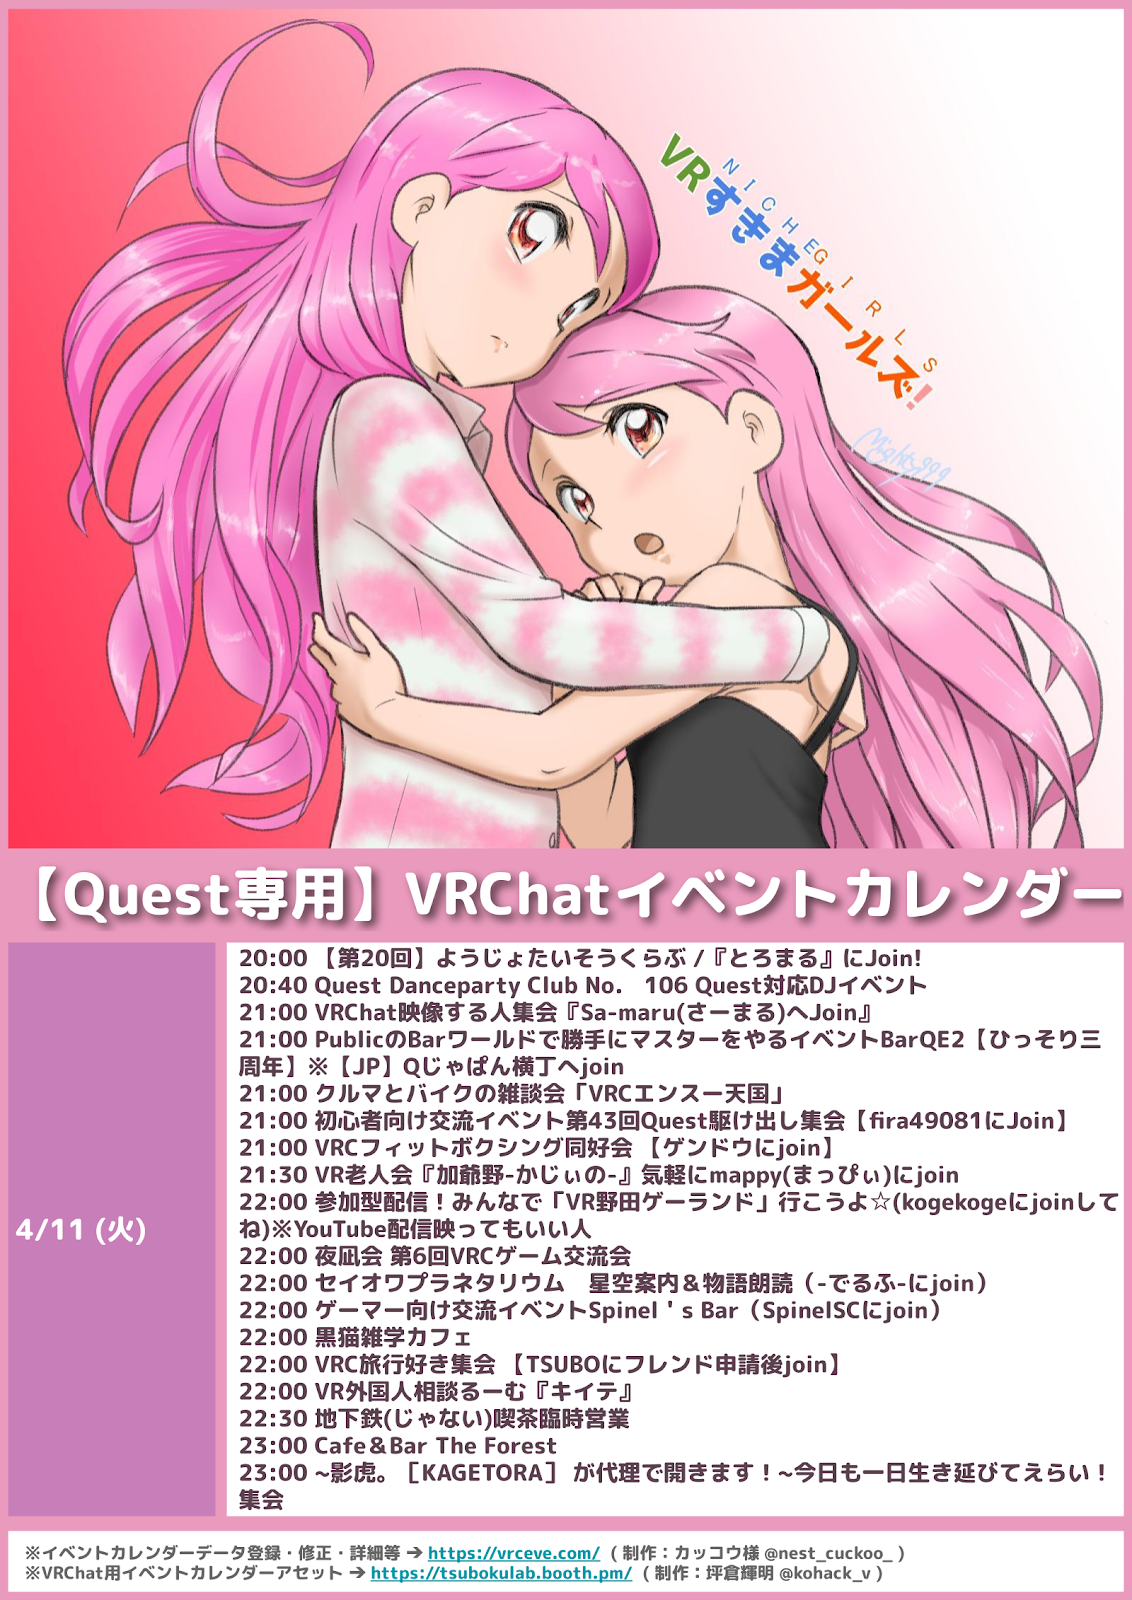 NICHE GIRLS
VRすきまガールズ!
Mighty999
【Quest専用】VRChatイベントカレンダー
4/11 (火)
20:00 【第20回】ようじょたいそうくらぶ /『とろまる』にJoin!
20:40 Quest Danceparty Club No. 106 Quest対応DJイベント
21:00 VRChat映像する人集会『Sa-maru(さーまる)へJoin』
21:00 PublicのBarワールドで勝手にマスターをやるイベントBarQE2【ひっそり三
周年】※【JP】Qじゃぱん横丁へjoin
21:00 クルマとバイクの雑談会「VRCエンスー天国」
21:00 初心者向け交流イベント第43回Quest駆け出し集会【fira49081にJoin】
21:00 VRCフィットボクシング同好会 【ゲンドウにjoin】
21:30 VR老人会『加爺野-かじぃの-』気軽にmappy(まっぴぃ)にjoin
22:00 参加型配信！みんなで「VR野田ゲーランド」行こうよ☆(kogekogeにjoinして
ね)※YouTube配信映ってもいい人
22:00 夜凪会 第6回VRCゲーム交流会
22:00 セイオワプラネタリウム　星空案内＆物語朗読（-でるふ-にjoin）
22:00 ゲーマー向け交流イベントSpinel＇s Bar（SpinelSCにjoin）
22:00 黒猫雑学カフェ
22:00 VRC旅行好き集会 【TSUBOにフレンド申請後join】
22:00 VR外国人相談るーむ『キイテ』
22:30 地下鉄(じゃない)喫茶臨時営業
23:00 Cafe＆Bar The Forest
23:00 ~影虎。［KAGETORA］ が代理で開きます！~今日も一日生き延びてえらい！
集会
※イベントカレンダーデータ登録・修正・詳細等 ➔ https://vrceve.com/ ( 制作：カッコウ様 @nest_cuckoo_ )
※VRChat用イベントカレンダーアセット ➔ https://tsubokulab.booth.pm/ ( 制作：坪倉輝明 @kohack_v )